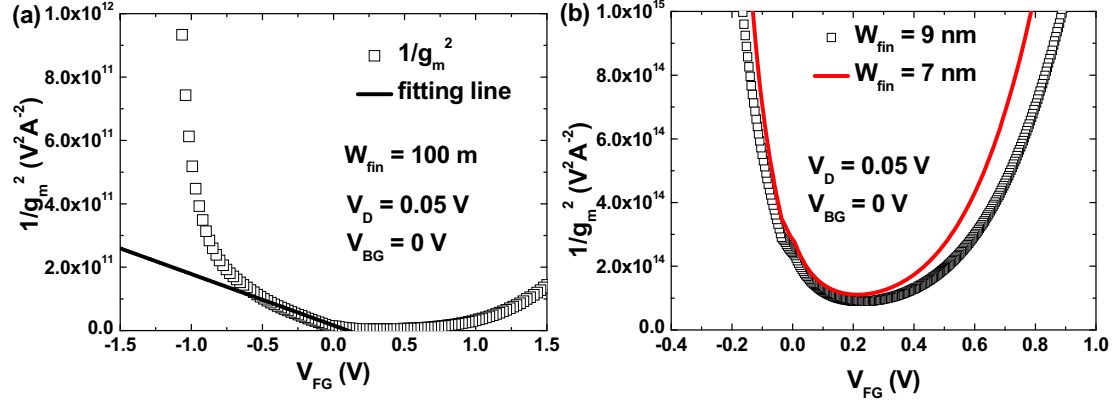 (a)
1.0x10¹²
8.0x10¹¹
6.0x10¹¹
4.0x10¹¹
2.0x10¹¹
0.0
1/gₘ² (V²A⁻²)
1/gₘ²
fitting line
W_fin = 100 m
V_D = 0.05 V
V_BG = 0 V
-1.5 -1.0 -0.5 0.0 0.5 1.0 1.5
V_FG (V)
(b)
1.0x10¹⁵
8.0x10¹⁴
6.0x10¹⁴
4.0x10¹⁴
2.0x10¹⁴
0.0
1/gₘ² (V²A⁻²)
W_fin = 9 nm
W_fin = 7 nm
V_D = 0.05 V
V_BG = 0 V
-0.4 -0.2 0.0 0.2 0.4 0.6 0.8 1.0
V_FG (V)